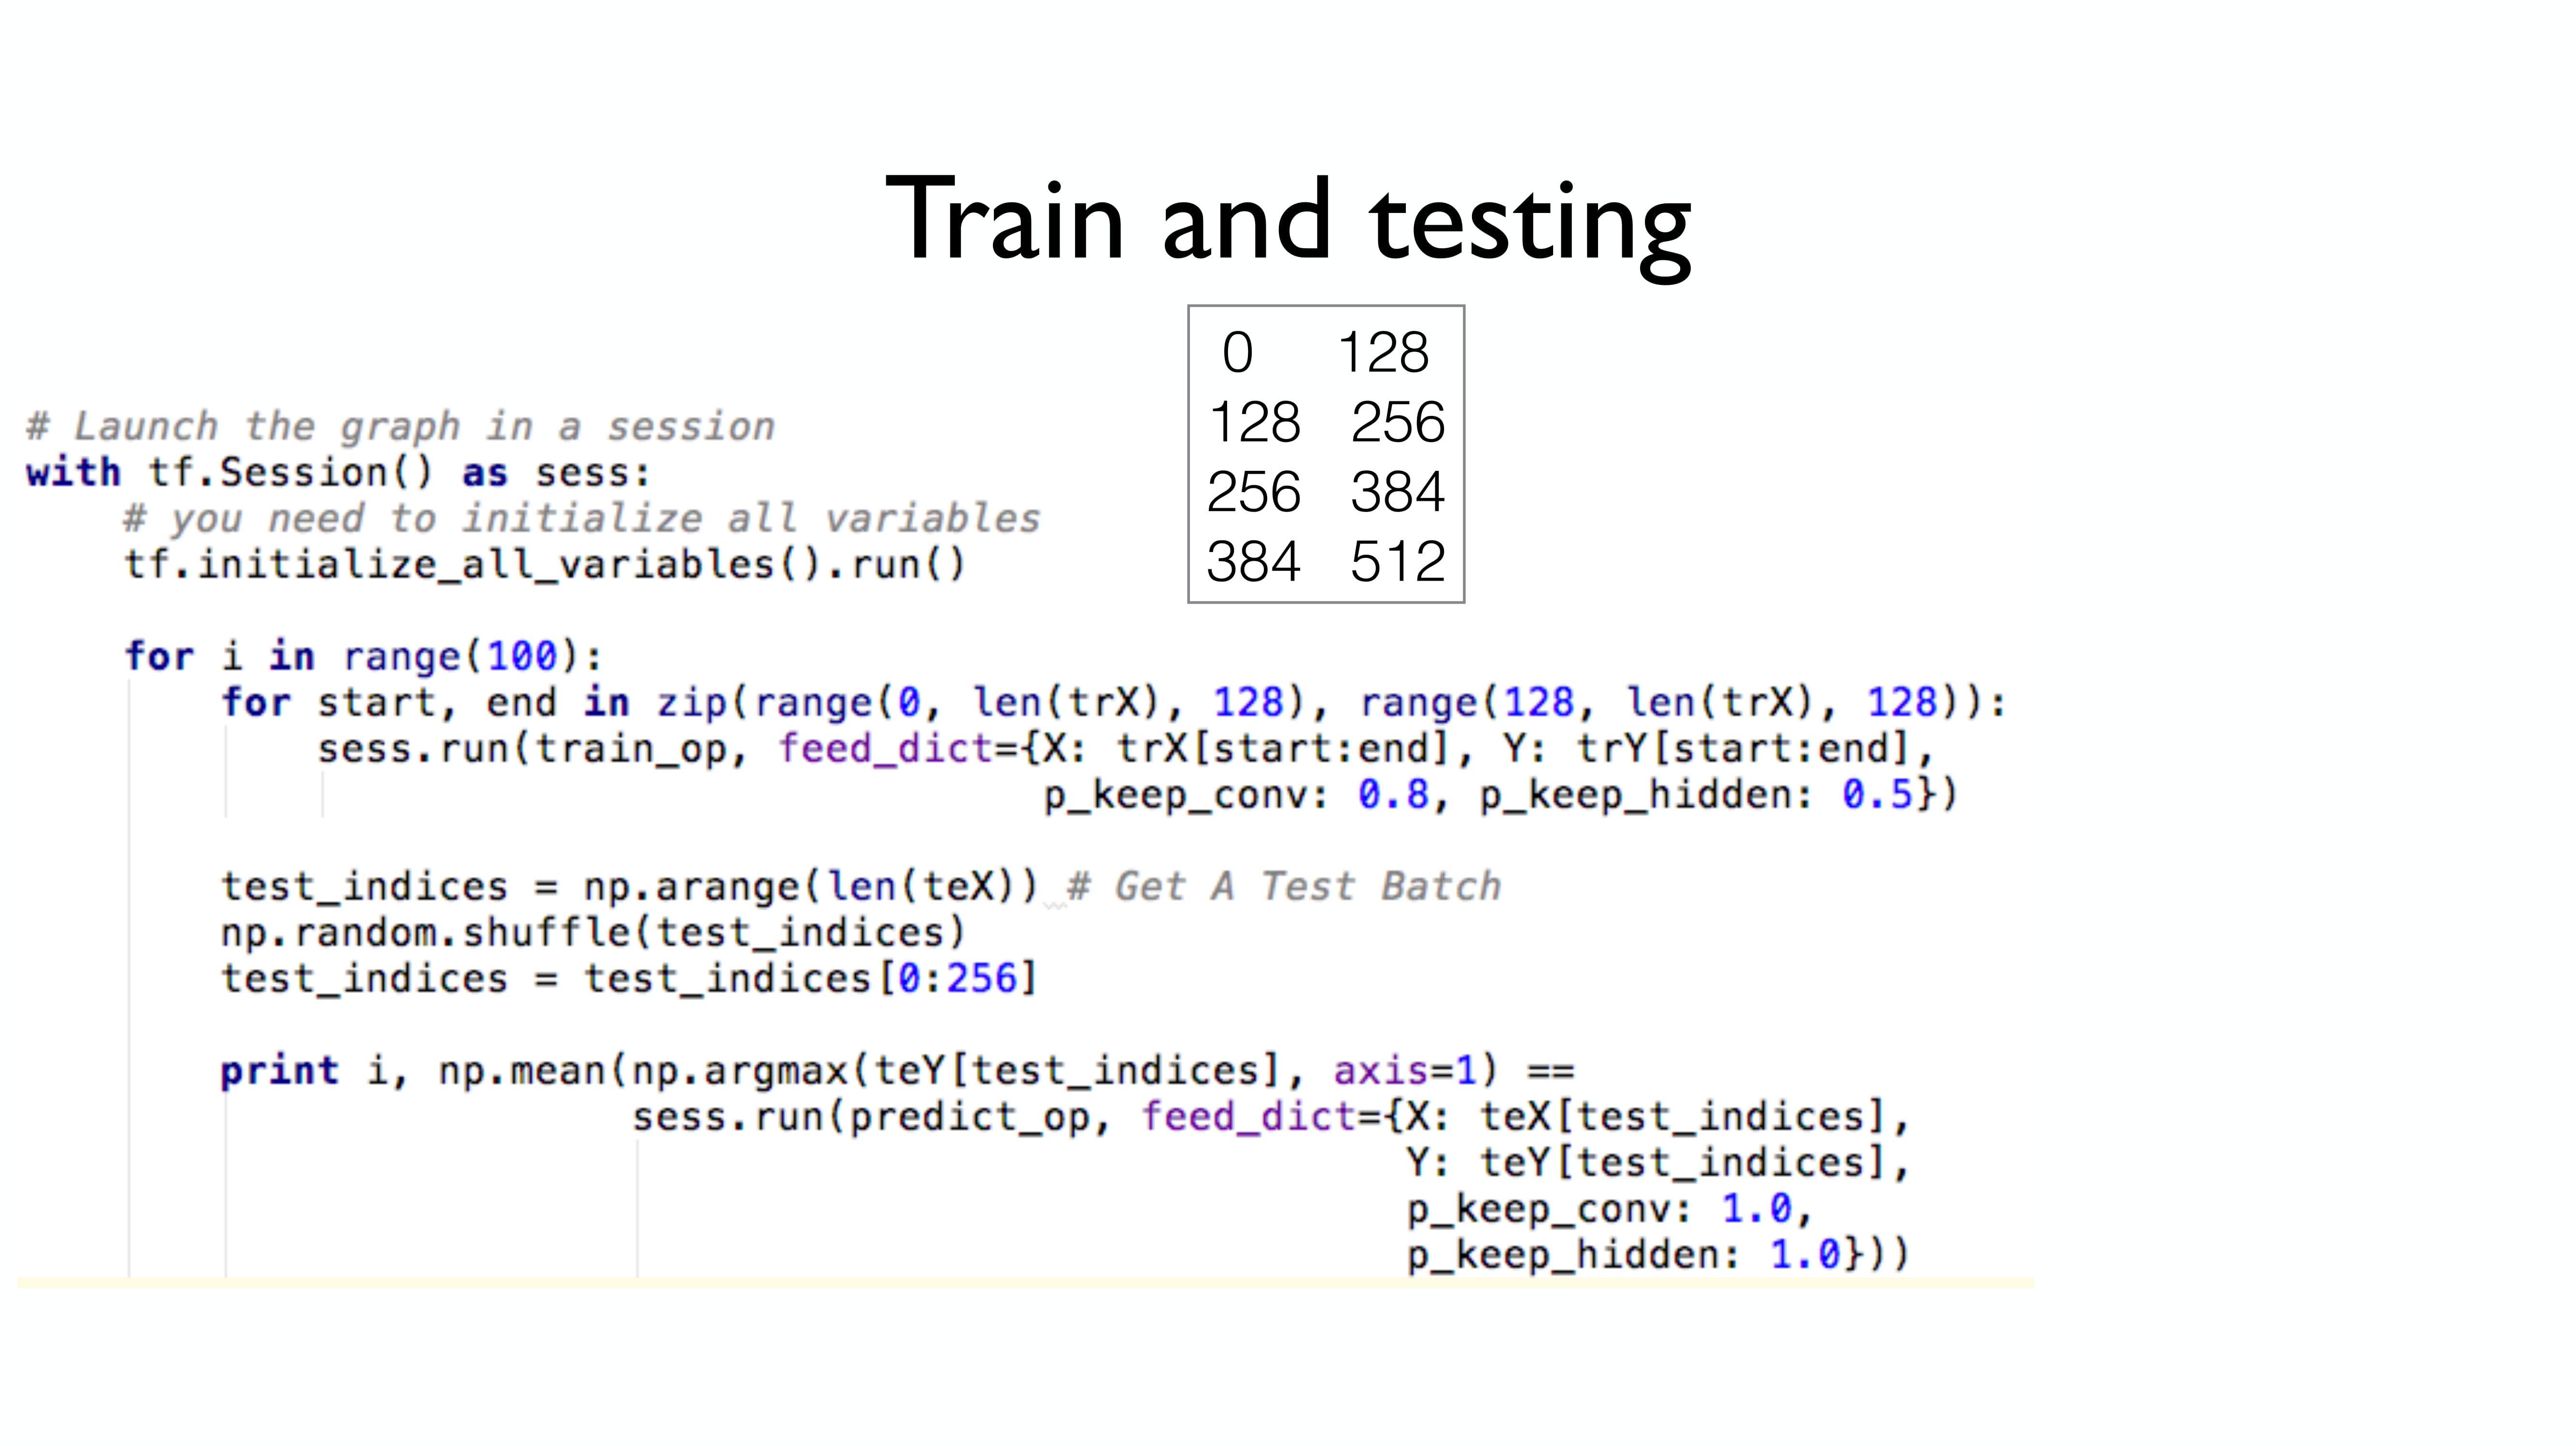 Train and testing
0 128
128 256
256 384
384 512
# Launch the graph in a session
with tf.Session() as sess:
    # you need to initialize all variables
    tf.initialize_all_variables().run()

    for i in range(100):
        for start, end in zip(range(0, len(trX), 128), range(128, len(trX), 128)):
            sess.run(train_op, feed_dict={X: trX[start:end], Y: trY[start:end],
                                          p_keep_conv: 0.8, p_keep_hidden: 0.5})

        test_indices = np.arange(len(teX)) # Get A Test Batch
        np.random.shuffle(test_indices)
        test_indices = test_indices[0:256]

        print i, np.mean(np.argmax(teY[test_indices], axis=1) ==
                         sess.run(predict_op, feed_dict={X: teX[test_indices],
                                                         Y: teY[test_indices],
                                                         p_keep_conv: 1.0,
                                                         p_keep_hidden: 1.0}))